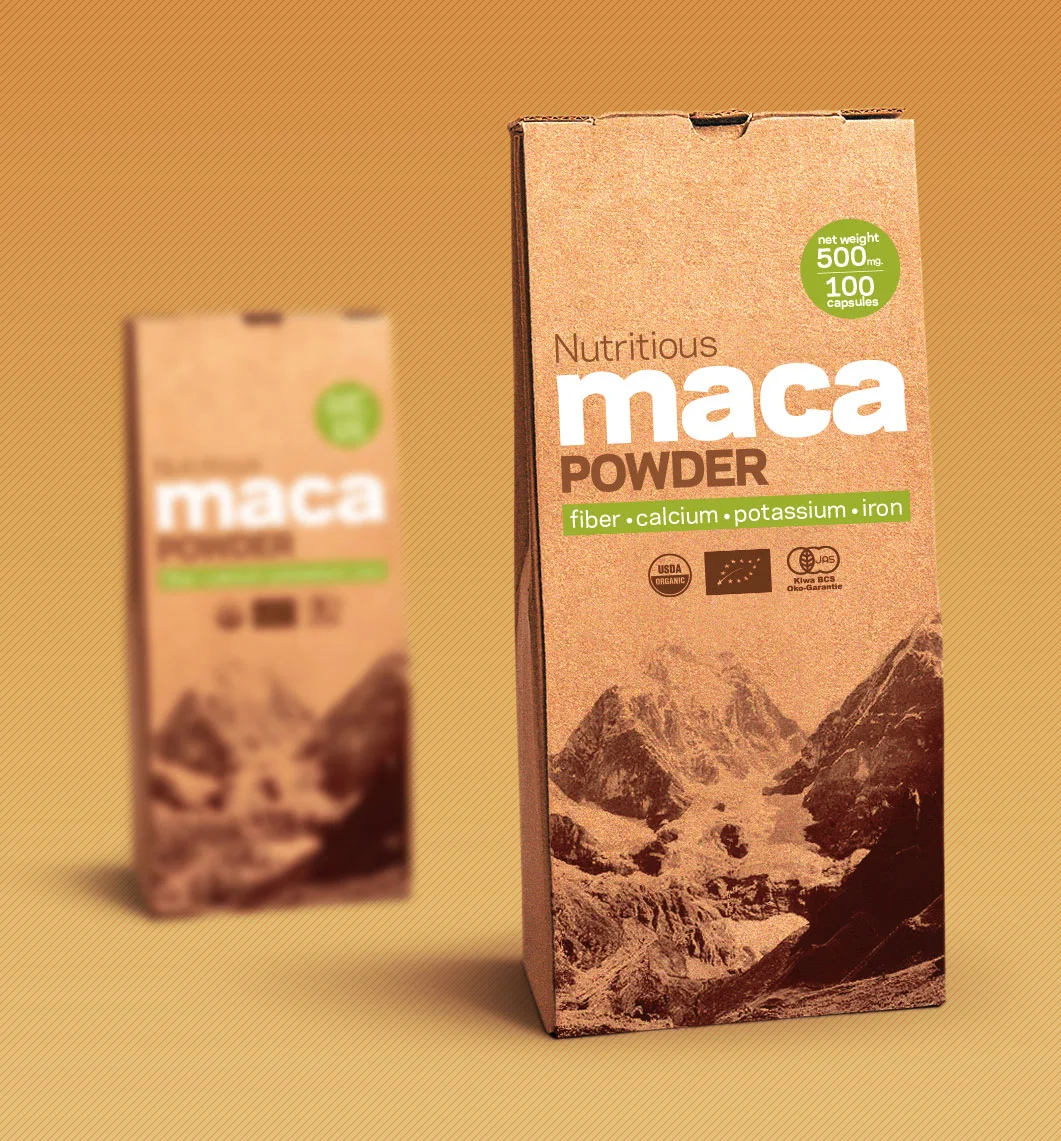 net weight
500mg.
100
capsules
Nutritious
maca
POWDER
fiber • calcium • potassium • iron
USDA
ORGANIC
JAS
Kiwa BCS
Öko-Garantie
maca
POWDER